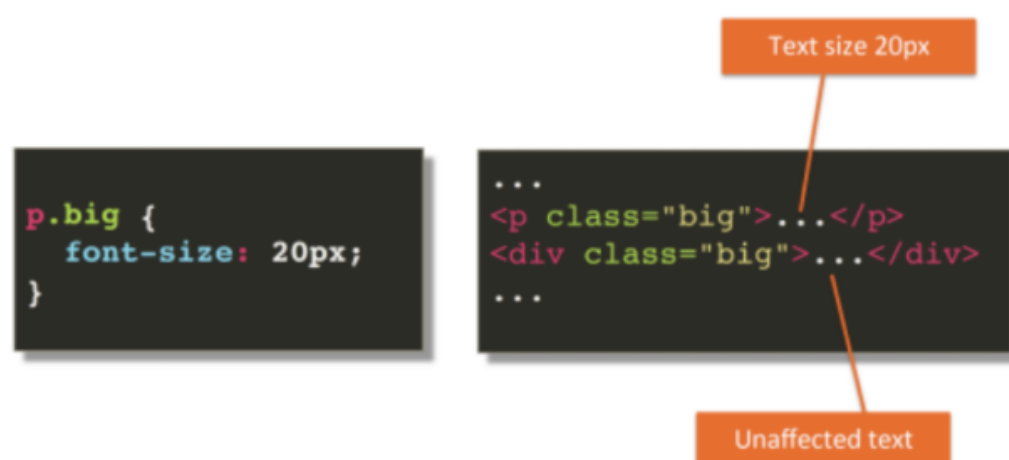 Text size 20px
p.big {
font-size: 20px;
}
...
<p class="big">...</p>
<div class="big">...</div>
...
Unaffected text